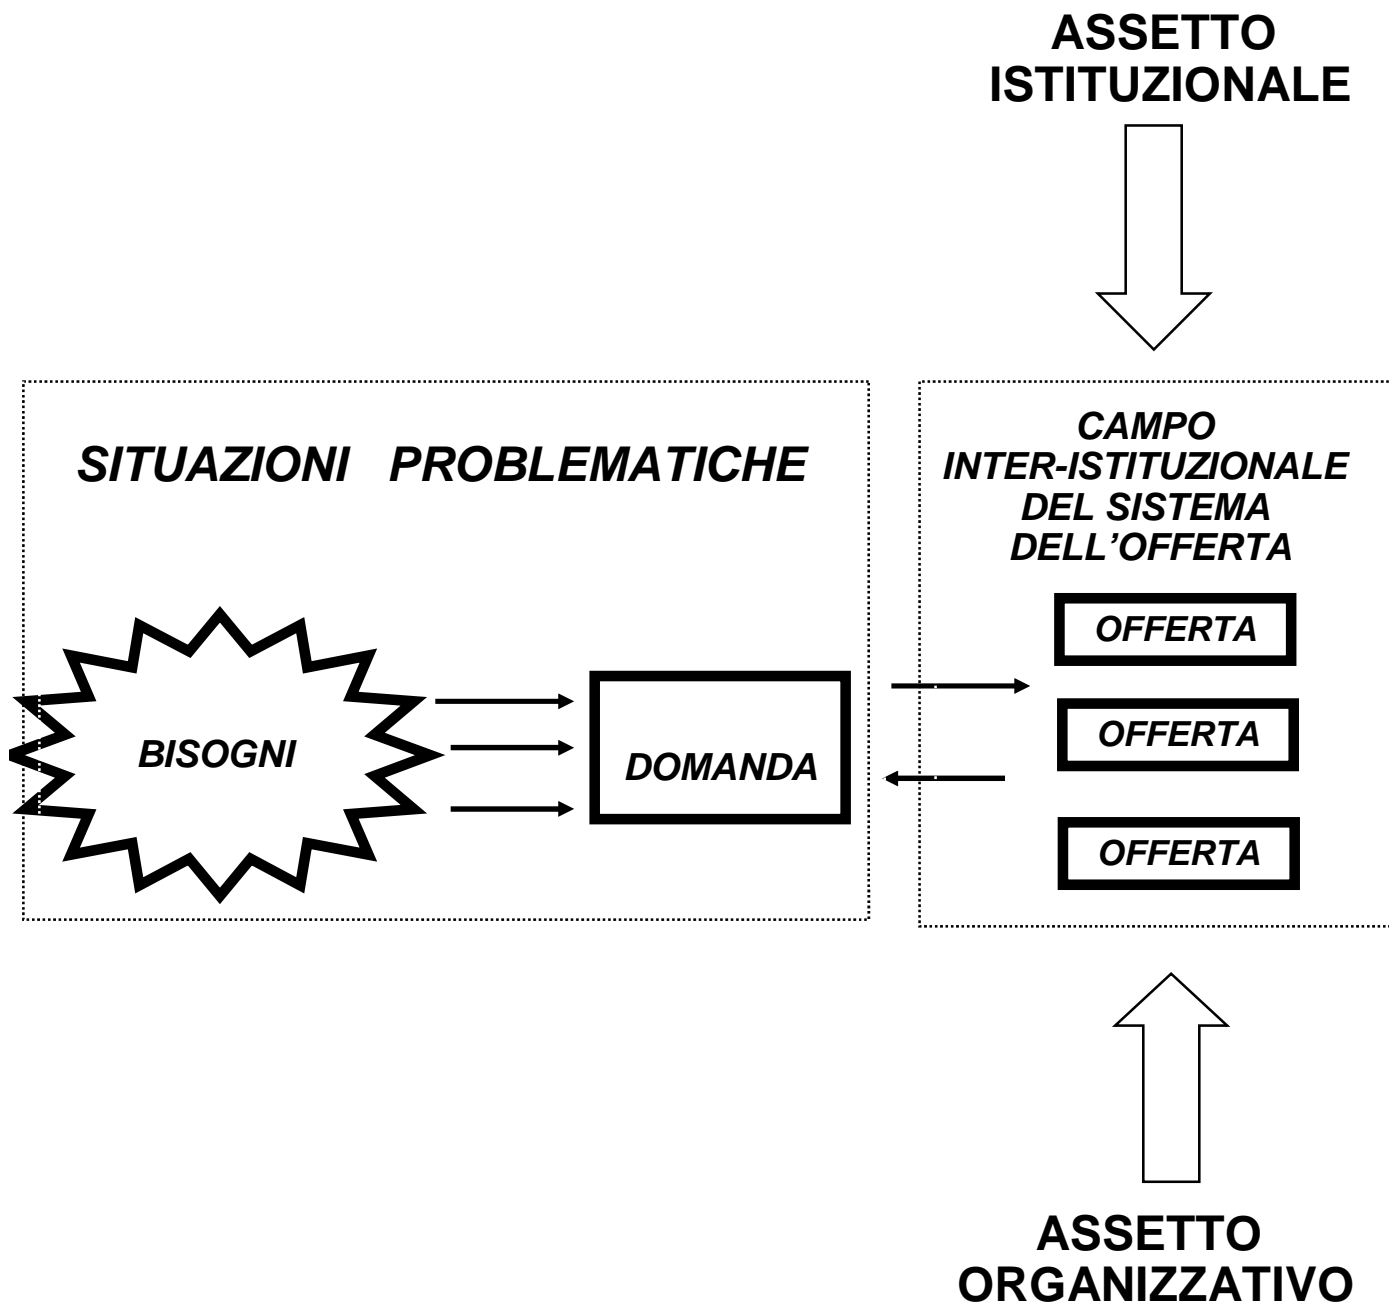 ASSETTO
ISTITUZIONALE
SITUAZIONI PROBLEMATICHE
BISOGNI
DOMANDA
CAMPO
INTER-ISTITUZIONALE
DEL SISTEMA
DELL’OFFERTA
OFFERTA
OFFERTA
OFFERTA
ASSETTO
ORGANIZZATIVO